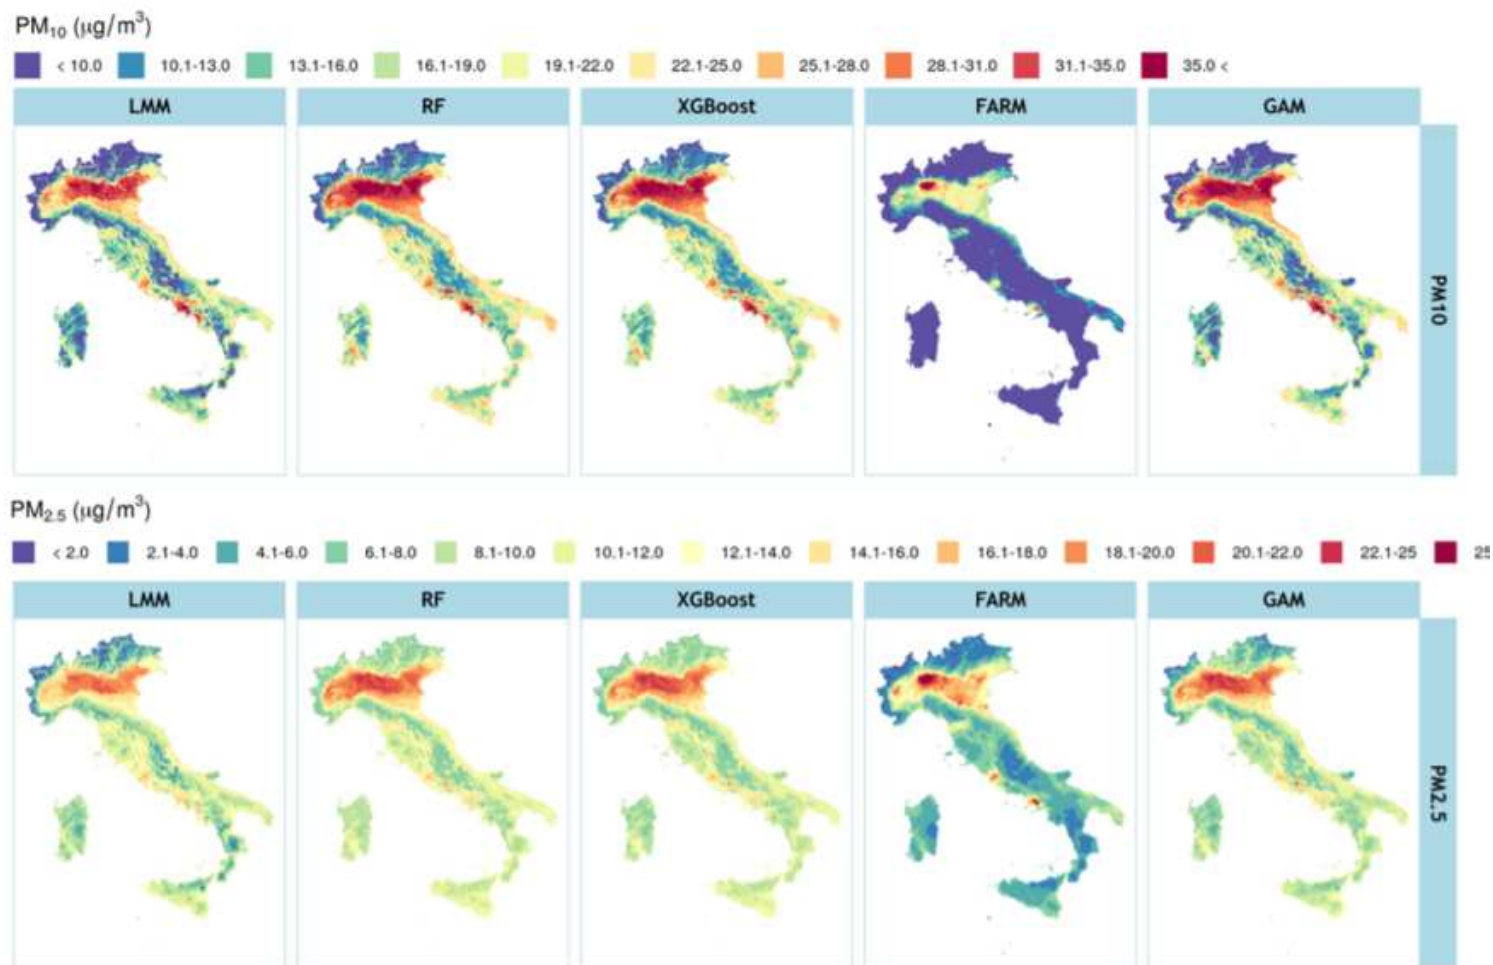 PM₁₀ (μg/m³)
< 10.0 10.1-13.0 13.1-16.0 16.1-19.0 19.1-22.0 22.1-25.0 25.1-28.0 28.1-31.0 31.1-35.0 35.0 <
LMM RF XGBoost FARM GAM
PM10
PM₂.₅ (μg/m³)
< 2.0 2.1-4.0 4.1-6.0 6.1-8.0 8.1-10.0 10.1-12.0 12.1-14.0 14.1-16.0 16.1-18.0 18.1-20.0 20.1-22.0 22.1-25 25
LMM RF XGBoost FARM GAM
PM2.5